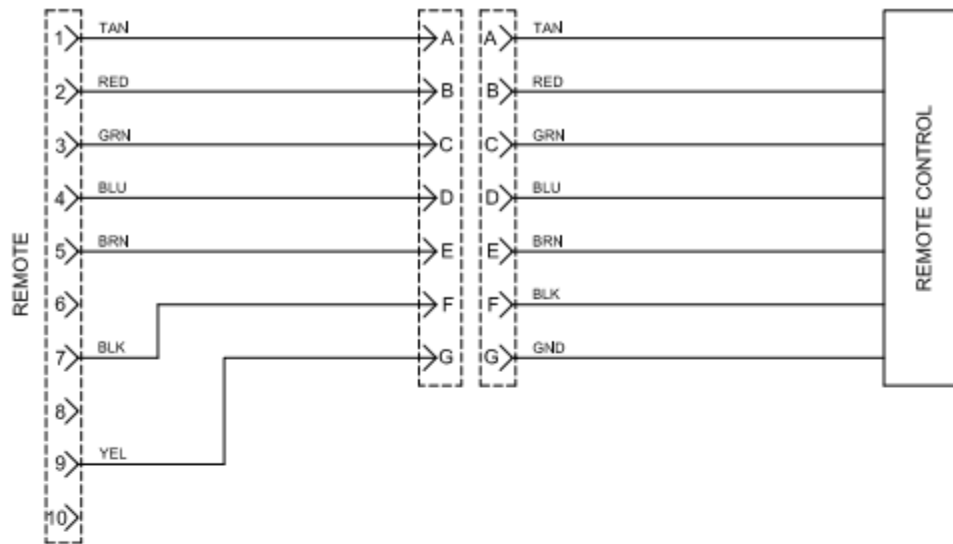 REMOTE
1 TAN A A TAN
2 RED B B RED
3 GRN C C GRN
4 BLU D D BLU
5 BRN E E BRN
6 F F BLK
7 BLK G G GND
8
9 YEL
10
REMOTE CONTROL